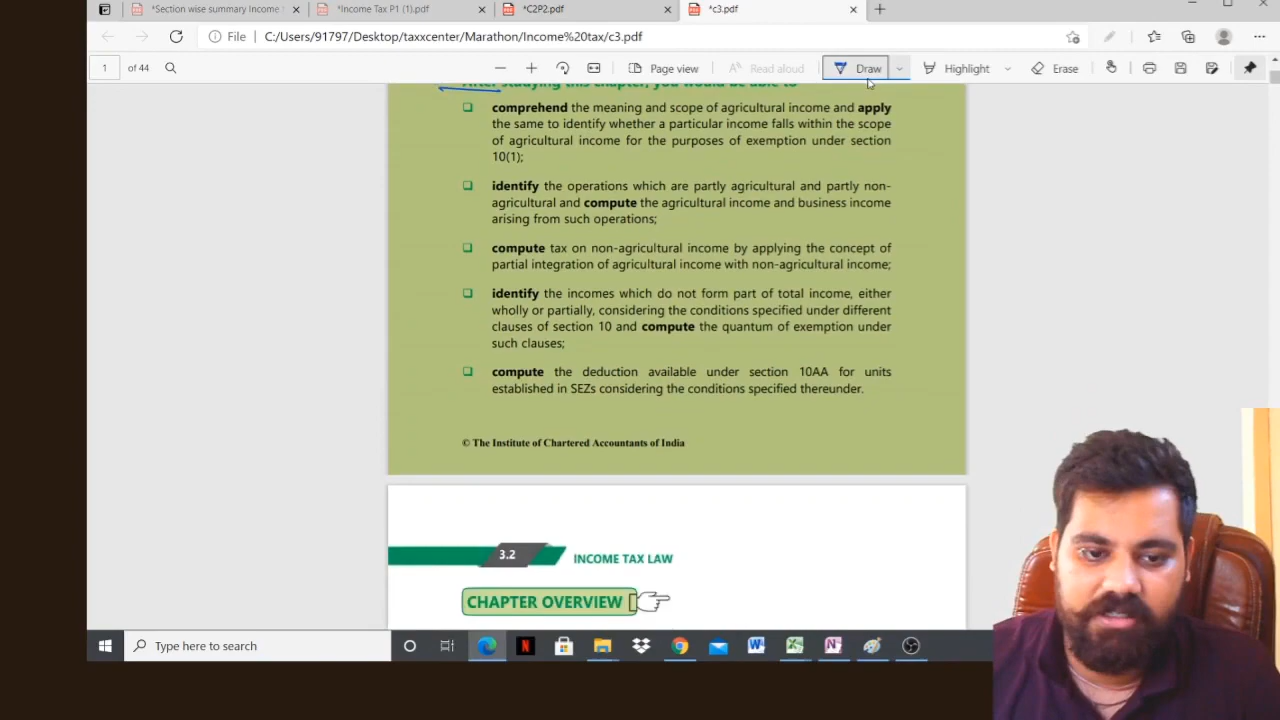 *Section wise summary Income
*Income Tax P1 (1).pdf
*C2P2.pdf
*c3.pdf
File
C:/Users/91797/Desktop/taxxcenter/Marathon/Income%20tax/c3.pdf
1 of 44
Page view
Read aloud
Draw
Highlight
Erase
After studying this chapter, you would be able to
comprehend the meaning and scope of agricultural income and apply
the same to identify whether a particular income falls within the scope
of agricultural income for the purposes of exemption under section
10(1);
identify the operations which are partly agricultural and partly non-
agricultural and compute the agricultural income and business income
arising from such operations;
compute tax on non-agricultural income by applying the concept of
partial integration of agricultural income with non-agricultural income;
identify the incomes which do not form part of total income, either
wholly or partially, considering the conditions specified under different
clauses of section 10 and compute the quantum of exemption under
such clauses;
compute the deduction available under section 10AA for units
established in SEZs considering the conditions specified thereunder.
© The Institute of Chartered Accountants of India
3.2
INCOME TAX LAW
CHAPTER OVERVIEW
Type here to search